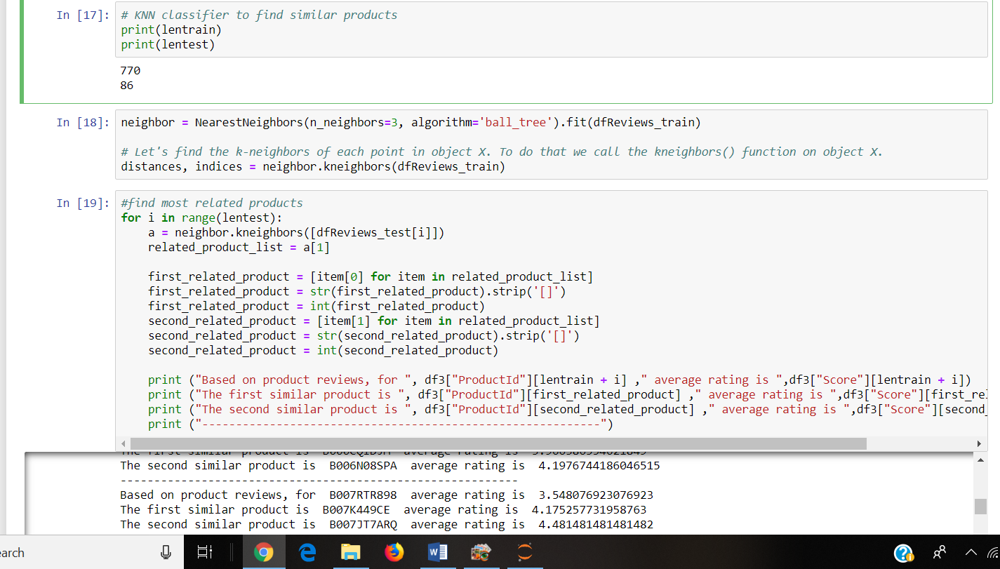 In [17]: # KNN classifier to find similar products
print(lentrain)
print(lentest)
770
86
In [18]: neighbor = NearestNeighbors(n_neighbors=3, algorithm='ball_tree').fit(dfReviews_train)
# Let's find the k-neighbors of each point in object X. To do that we call the kneighbors() function on object X.
distances, indices = neighbor.kneighbors(dfReviews_train)
In [19]: #find most related products
for i in range(lentest):
a = neighbor.kneighbors([dfReviews_test[i]])
related_product_list = a[1]
first_related_product = [item[0] for item in related_product_list]
first_related_product = str(first_related_product).strip('[]')
first_related_product = int(first_related_product)
second_related_product = [item[1] for item in related_product_list]
second_related_product = str(second_related_product).strip('[]')
second_related_product = int(second_related_product)
print ("Based on product reviews, for ", df3["ProductId"][lentrain + i] ," average rating is ",df3["Score"][lentrain + i])
print ("The first similar product is ", df3["ProductId"][first_related_product] ," average rating is ",df3["Score"][first_rel
print ("The second similar product is ", df3["ProductId"][second_related_product] ," average rating is ",df3["Score"][second_
print ("-----------------------------------------------------------")
The first similar product is average rating is
The second similar product is  B006N08SPA  average rating is  4.1976744186046515
-----------------------------------------------------------
Based on product reviews, for  B007RTR898  average rating is  3.548076923076923
The first similar product is  B007K449CE  average rating is  4.175257731958763
The second similar product is  B007JT7ARQ  average rating is  4.481481481481482
earch